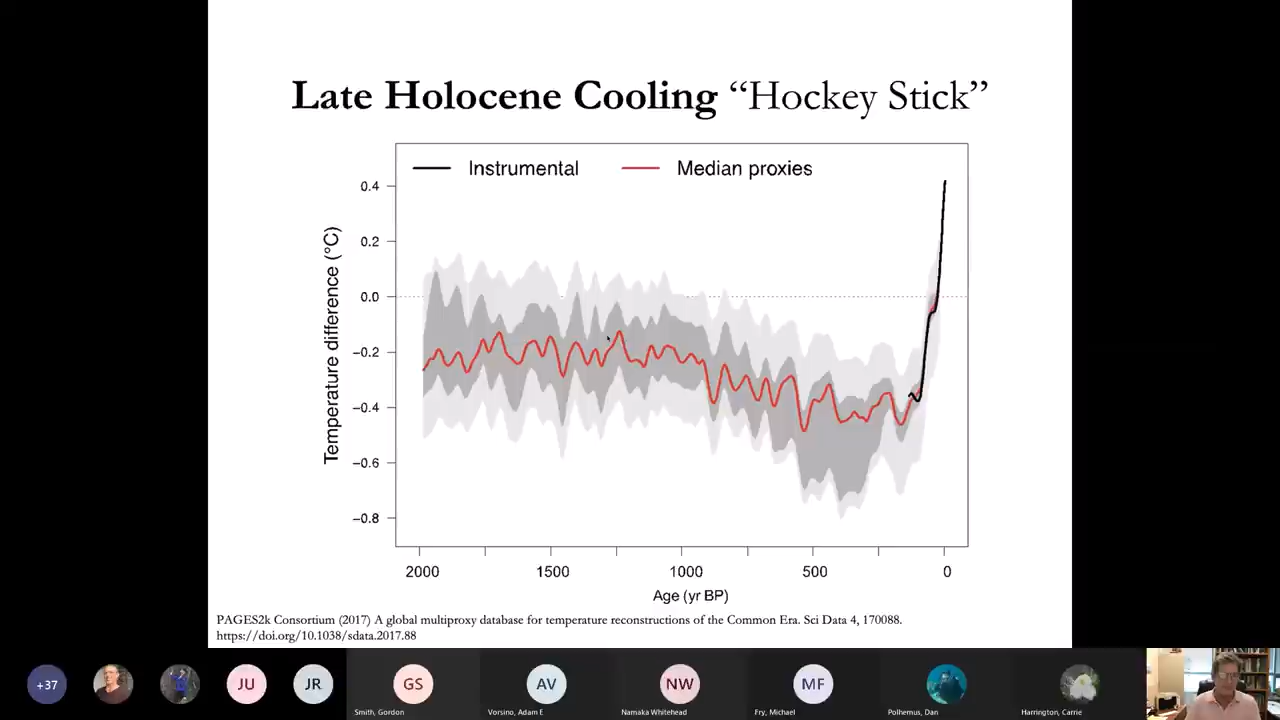 Late Holocene Cooling “Hockey Stick”
Instrumental
Median proxies
0.4
0.2
0.0
−0.2
−0.4
−0.6
−0.8
Temperature difference (°C)
2000
1500
1000
500
0
Age (yr BP)
PAGES2k Consortium (2017) A global multiproxy database for temperature reconstructions of the Common Era. Sci Data 4, 170088.
https://doi.org/10.1038/sdata.2017.88
+37
JU
JR
GS
AV
NW
MF
Smith, Gordon
Vorsino, Adam E
Namaka Whitehead
Fry, Michael
Polhemus, Dan
Harrington, Carrie